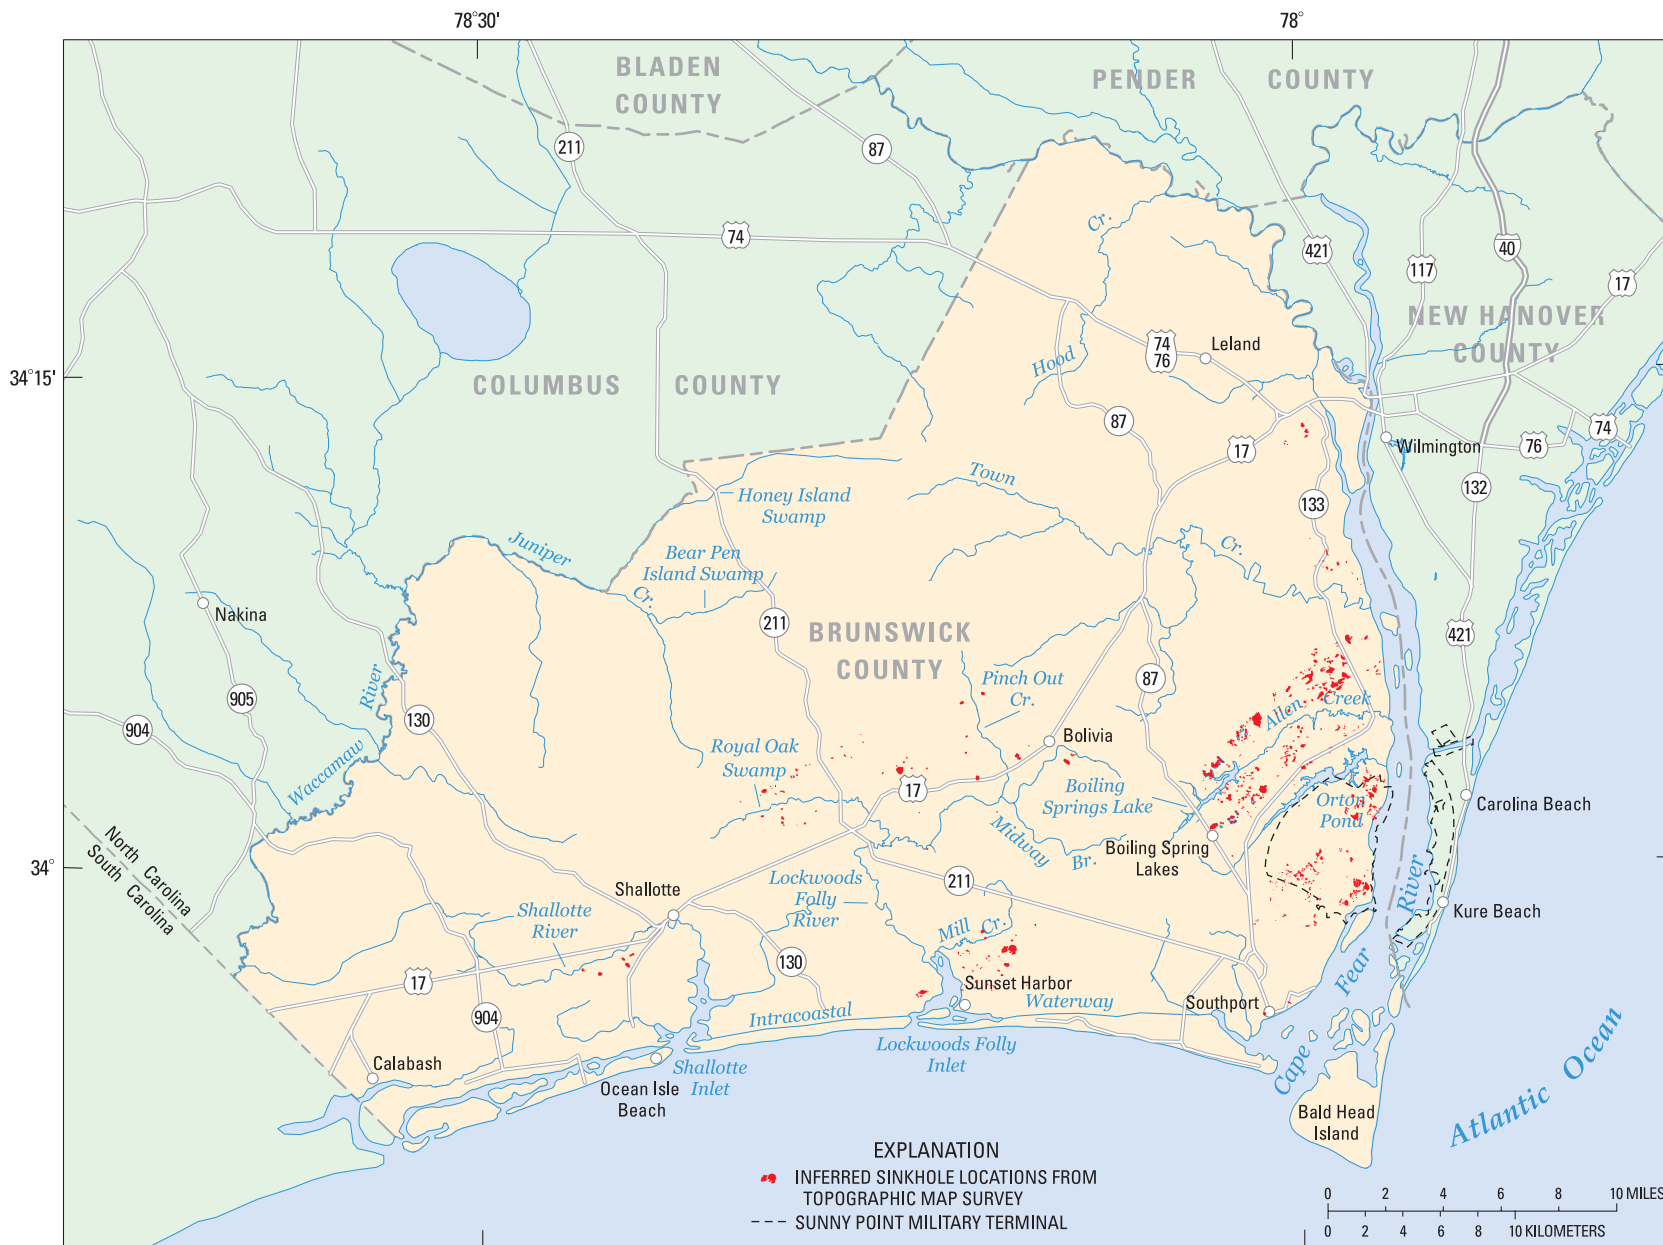 78°30'
78°
BLADEN
COUNTY
PENDER COUNTY
211
87
74
421
40
117
17
NEW HANOVER
COUNTY
Cr.
Hood
74
76
Leland
34°15'
COLUMBUS COUNTY
87
17
Wilmington
76
74
132
133
Town
Cr.
Honey Island
Swamp
Juniper
Cr.
Bear Pen
Island Swamp
211
BRUNSWICK
COUNTY
Nakina
905
904
130
River
Waccamaw
421
Pinch Out
Cr.
87
Allen Creek
Bolivia
Royal Oak
Swamp
17
Boiling
Springs Lake
Orton
Pond
Carolina Beach
Midway Br.
Boiling Spring
Lakes
North Carolina
South Carolina
34°
Shallotte
Lockwoods
Folly
River
211
Shallotte
River
Mill Cr.
River
Kure Beach
17
130
Sunset Harbor
Waterway
Southport
Fear
904
Intracoastal
Lockwoods Folly
Inlet
Cape
Calabash
Shallotte
Inlet
Ocean Isle
Beach
Bald Head
Island
Atlantic Ocean
EXPLANATION
INFERRED SINKHOLE LOCATIONS FROM
TOPOGRAPHIC MAP SURVEY
SUNNY POINT MILITARY TERMINAL
0 2 4 6 8 10 MILES
0 2 4 6 8 10 KILOMETERS